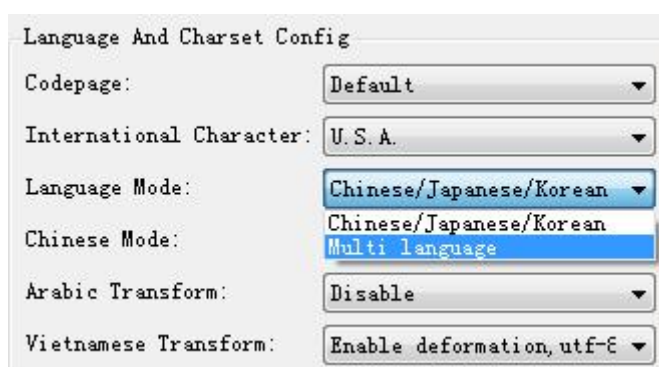 Language And Charset Config
Codepage: Default
International Character: U.S.A.
Language Mode: Chinese/Japanese/Korean
Chinese/Japanese/Korean
Chinese Mode: Multi language
Arabic Transform: Disable
Vietnamese Transform: Enable deformation,utf-8